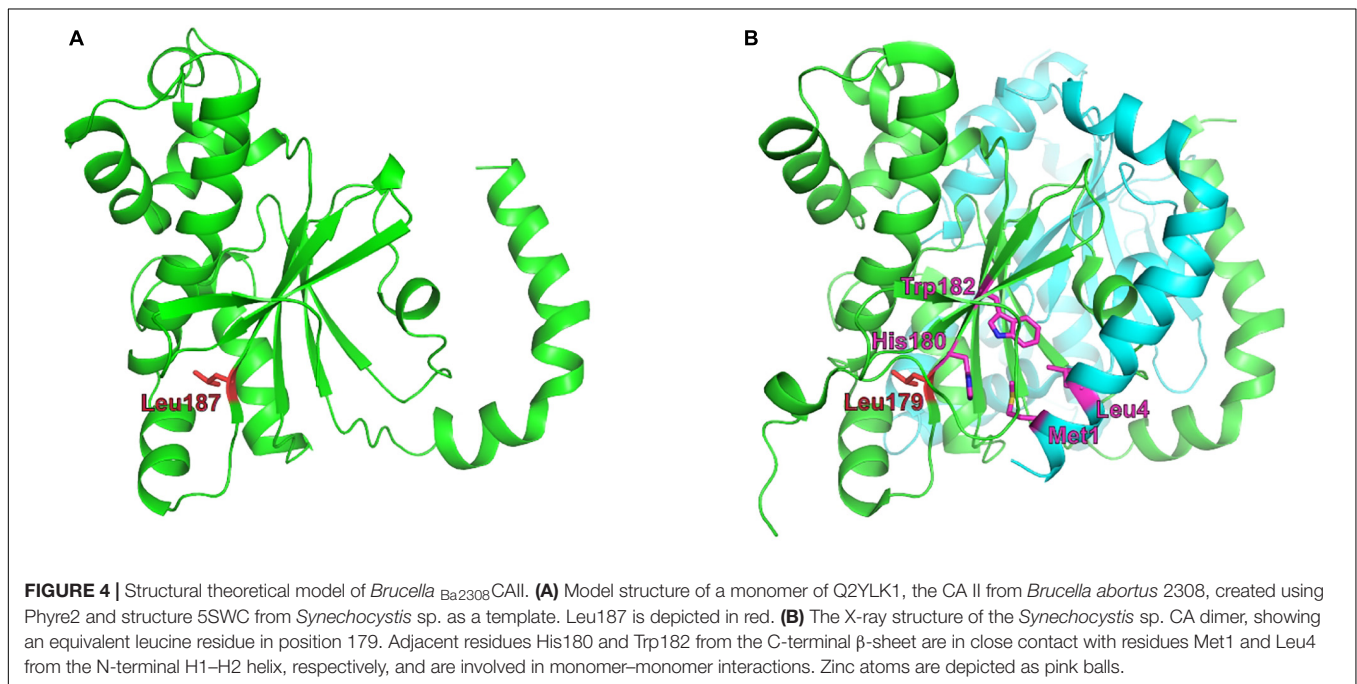 A
B
Trp182
His180
Leu187
Leu179
Leu4
Met1
FIGURE 4 | Structural theoretical model of Brucella Ba2308CAII. (A) Model structure of a monomer of Q2YLK1, the CA II from Brucella abortus 2308, created using
Phyre2 and structure 5SWC from Synechocystis sp. as a template. Leu187 is depicted in red. (B) The X-ray structure of the Synechocystis sp. CA dimer, showing
an equivalent leucine residue in position 179. Adjacent residues His180 and Trp182 from the C-terminal β-sheet are in close contact with residues Met1 and Leu4
from the N-terminal H1–H2 helix, respectively, and are involved in monomer–monomer interactions. Zinc atoms are depicted as pink balls.